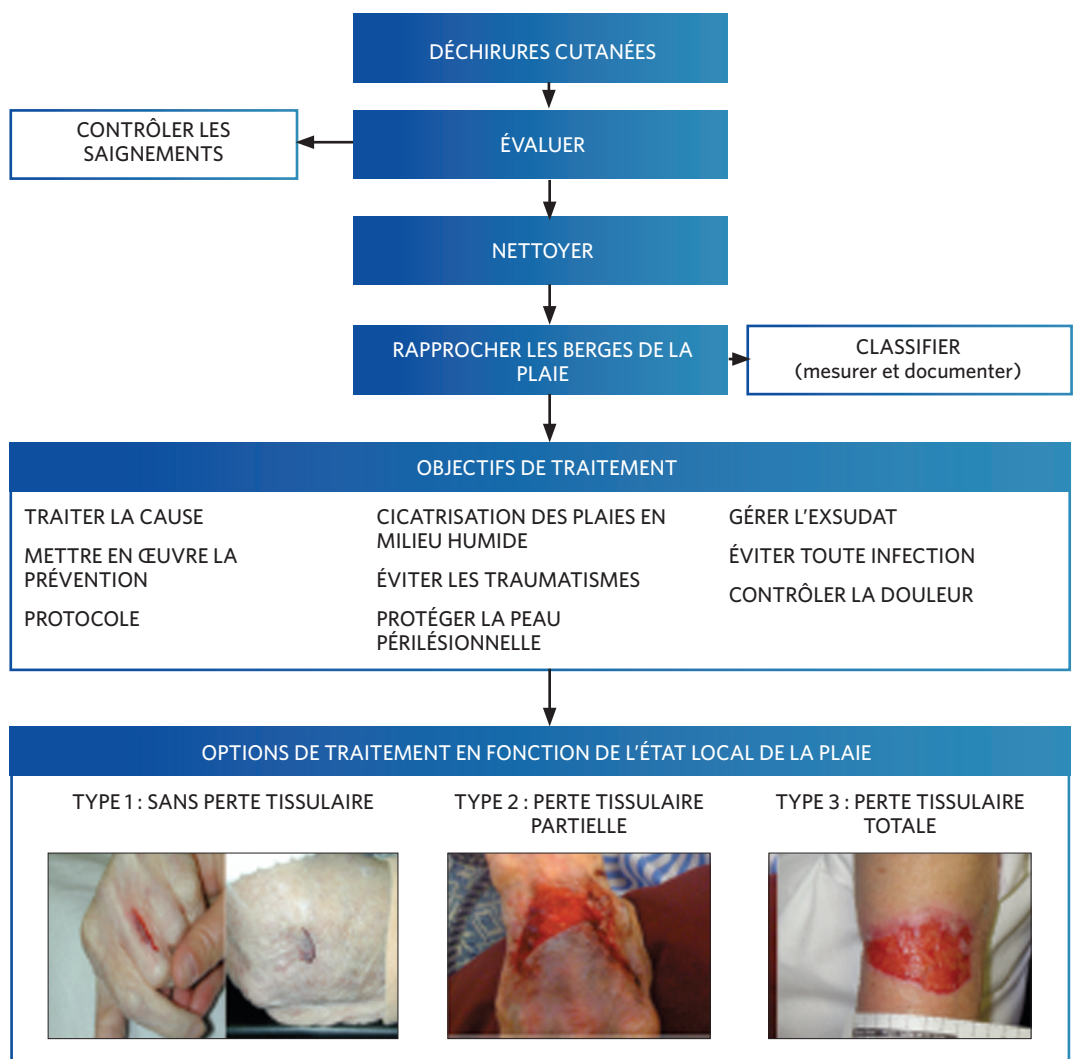 DÉCHIRURES CUTANÉES
CONTRÔLER LES
SAIGNEMENTS
ÉVALUER
NETTOYER
RAPPROCHER LES BERGES DE LA
PLAIE
CLASSIFIER
(mesurer et documenter)
OBJECTIFS DE TRAITEMENT
TRAITER LA CAUSE
METTRE EN ŒUVRE LA
PRÉVENTION
PROTOCOLE
CICATRISATION DES PLAIES EN
MILIEU HUMIDE
ÉVITER LES TRAUMATISMES
PROTÉGER LA PEAU
PÉRILÉSIONNELLE
GÉRER L'EXSUDAT
ÉVITER TOUTE INFECTION
CONTRÔLER LA DOULEUR
OPTIONS DE TRAITEMENT EN FONCTION DE L'ÉTAT LOCAL DE LA PLAIE
TYPE 1 : SANS PERTE TISSULAIRE
TYPE 2 : PERTE TISSULAIRE
PARTIELLE
TYPE 3 : PERTE TISSULAIRE
TOTALE